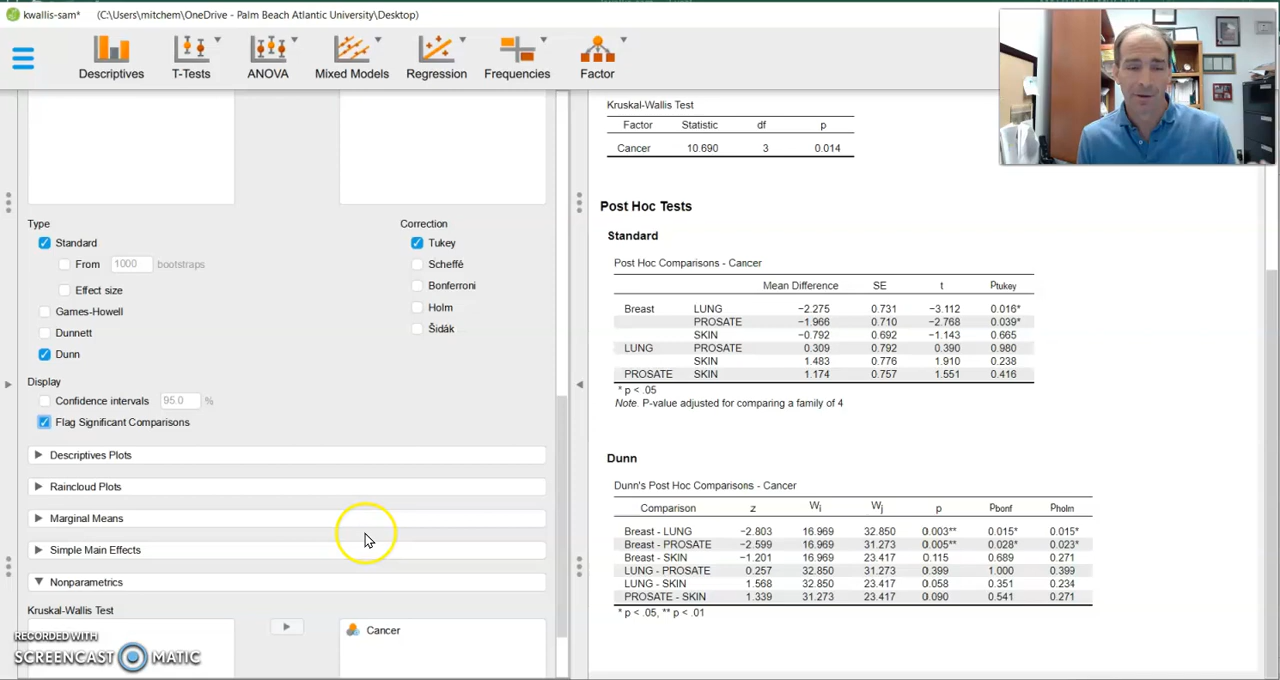 kwallis-sam* (C:\Users\mitchem\OneDrive - Palm Beach Atlantic University\Desktop)
Descriptives T-Tests ANOVA Mixed Models Regression Frequencies Factor
Type
Standard
From 1000 bootstraps
Effect size
Games-Howell
Dunnett
Dunn
Correction
Tukey
Scheffé
Bonferroni
Holm
Šidák
Display
Confidence intervals 95.0 %
Flag Significant Comparisons
Descriptives Plots
Raincloud Plots
Marginal Means
Simple Main Effects
Nonparametrics
Kruskal-Wallis Test
Cancer
RECORDED WITH
SCREENCAST MATIC
Kruskal-Wallis Test
Factor Statistic df p
Cancer 10.690 3 0.014
Post Hoc Tests
Standard
Post Hoc Comparisons - Cancer
Mean Difference SE t Ptukey
Breast LUNG −2.275 0.731 −3.112 0.016*
PROSTATE −1.966 0.710 −2.768 0.039*
SKIN −0.792 0.692 −1.143 0.665
LUNG PROSATE 0.309 0.792 0.390 0.980
SKIN 1.483 0.776 1.910 0.238
PROSATE SKIN 1.174 0.757 1.551 0.416
* p < .05
Note. P-value adjusted for comparing a family of 4
Dunn
Dunn's Post Hoc Comparisons - Cancer
Comparison z Wi Wj p Pbonf Pholm
Breast - LUNG −2.803 16.969 32.850 0.003** 0.015* 0.015*
Breast - PROSATE −2.599 16.969 31.273 0.005** 0.028* 0.023*
Breast - SKIN −1.201 16.969 23.417 0.115 0.689 0.271
LUNG - PROSATE 0.257 32.850 31.273 0.399 1.000 0.399
LUNG - SKIN 1.568 32.850 23.417 0.058 0.351 0.234
PROSATE - SKIN 1.339 31.273 23.417 0.090 0.541 0.271
* p < .05, ** p < .01